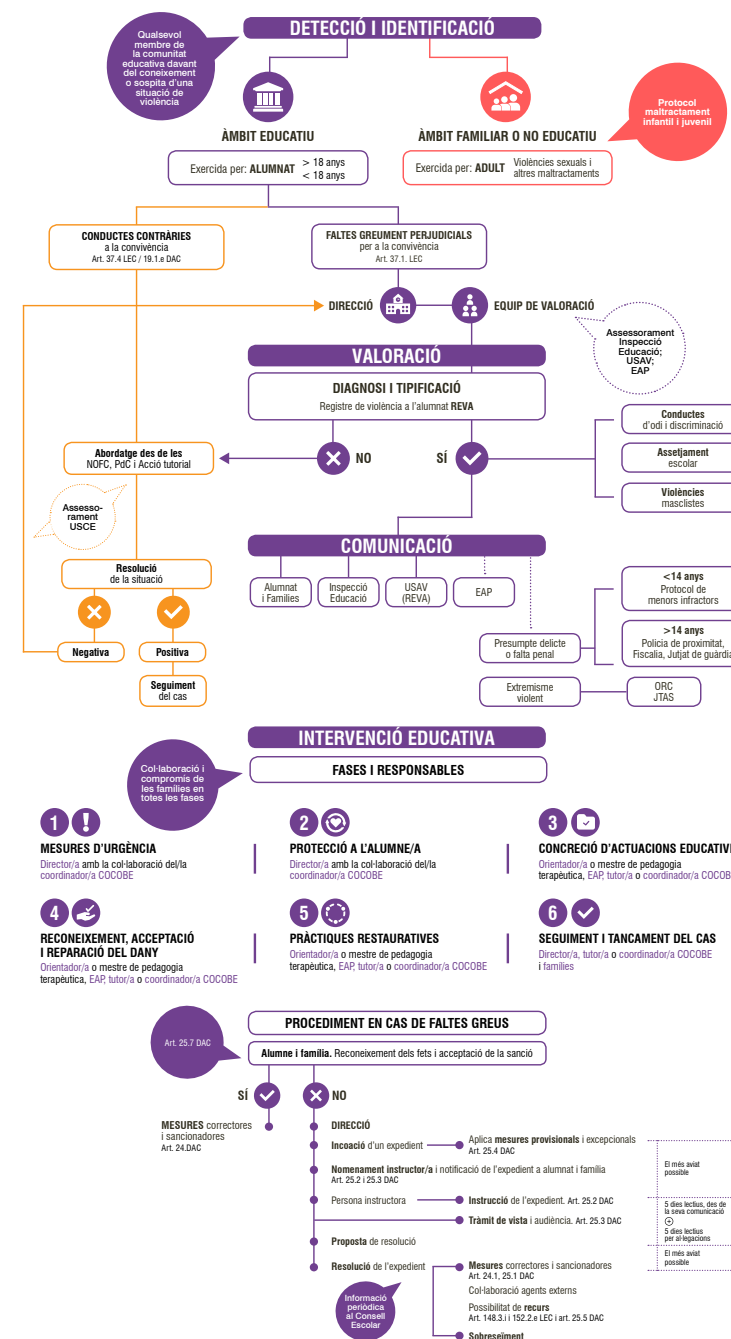 DETECCIÓ I IDENTIFICACIÓ
Qualsevol
membre de
la comunitat
educativa davant
del coneixement
o sospita d'una
situació de
violència
Protocol
maltractament
infantil i juvenil
ÀMBIT EDUCATIU
ÀMBIT FAMILIAR O NO EDUCATIU
Exercida per: ALUMNAT
> 18 anys
< 18 anys
Exercida per: ADULT
Violències sexuals i
altres maltractaments
CONDUCTES CONTRÀRIES
a la convivència
Art. 37.4 LEC / 19.1.e DAC
FALTES GREUMENT PERJUDICIALS
per a la convivència
Art. 37.1. LEC
DIRECCIÓ
EQUIP DE VALORACIÓ
Assessorament
Inspecció
Educació;
USAV;
EAP
VALORACIÓ
DIAGNOSI I TIPIFICACIÓ
Registre de violència a l'alumnat REVA
Conductes
d'odi i discriminació
Abordatge des de les
NOFC, PdC i Acció tutorial
NO
SÍ
Assetjament
escolar
Violències
masclistes
Assesso-
rament
USCE
COMUNICACIÓ
Resolució
de la situació
Alumnat
i Famílies
Inspecció
Educació
USAV
(REVA)
EAP
<14 anys
Protocol de
menors infractors
Negativa
Positiva
Presumpte delicte
o falta penal
>14 anys
Policia de proximitat,
Fiscalia, Jutjat de guàrdia
Seguiment
del cas
Extremisme
violent
ORC
JTAS
INTERVENCIÓ EDUCATIVA
FASES I RESPONSABLES
Col·laboració i
compromís de
les famílies en
totes les fases
1
MESURES D'URGÈNCIA
Director/a amb la col·laboració del/la
coordinador/a COCOBE
2
PROTECCIÓ A L'ALUMNE/A
Director/a amb la col·laboració del/la
coordinador/a COCOBE
3
CONCRECIÓ D'ACTUACIONS EDUCATIV
Orientador/a o mestre de pedagogia
terapèutica, EAP, tutor/a o coordinador/a COCOB
4
RECONEIXEMENT, ACCEPTACIÓ
I REPARACIÓ DEL DANY
Orientador/a o mestre de pedagogia
terapèutica, EAP, tutor/a o coordinador/a COCOBE
5
PRÀCTIQUES RESTAURATIVES
Orientador/a o mestre de pedagogia
terapèutica, EAP, tutor/a o coordinador/a COCOBE
6
SEGUIMENT I TANCAMENT DEL CAS
Director/a, tutor/a o coordinador/a COCOBE
i famílies
Art. 25.7 DAC
PROCEDIMENT EN CAS DE FALTES GREUS
Alumne i família. Reconeixement dels fets i acceptació de la sanció
SÍ
NO
MESURES correctores
i sancionadores
Art. 24.DAC
DIRECCIÓ
Incoació d'un expedient
Aplica mesures provisionals i excepcionals
Art. 25.4 DAC
Nomenament instructor/a i notificació de l'expedient a alumnat i família
Art. 25.2 i 25.3 DAC
El més aviat
possible
Persona instructora
Instrucció de l'expedient. Art. 25.2 DAC
Tràmit de vista i audiència. Art. 25.3 DAC
5 dies lectius, des de
la seva comunicació
+
5 dies lectius
per al·legacions
Proposta de resolució
El més aviat
possible
Resolució de l'expedient
Mesures correctores i sancionadores
Art. 24.1, 25.1 DAC
Col·laboració agents externs
Possibilitat de recurs
Art. 148.3.i i 152.2.e LEC i art. 25.5 DAC
Sobreseïment
Informació
periòdica
al Consell
Escolar